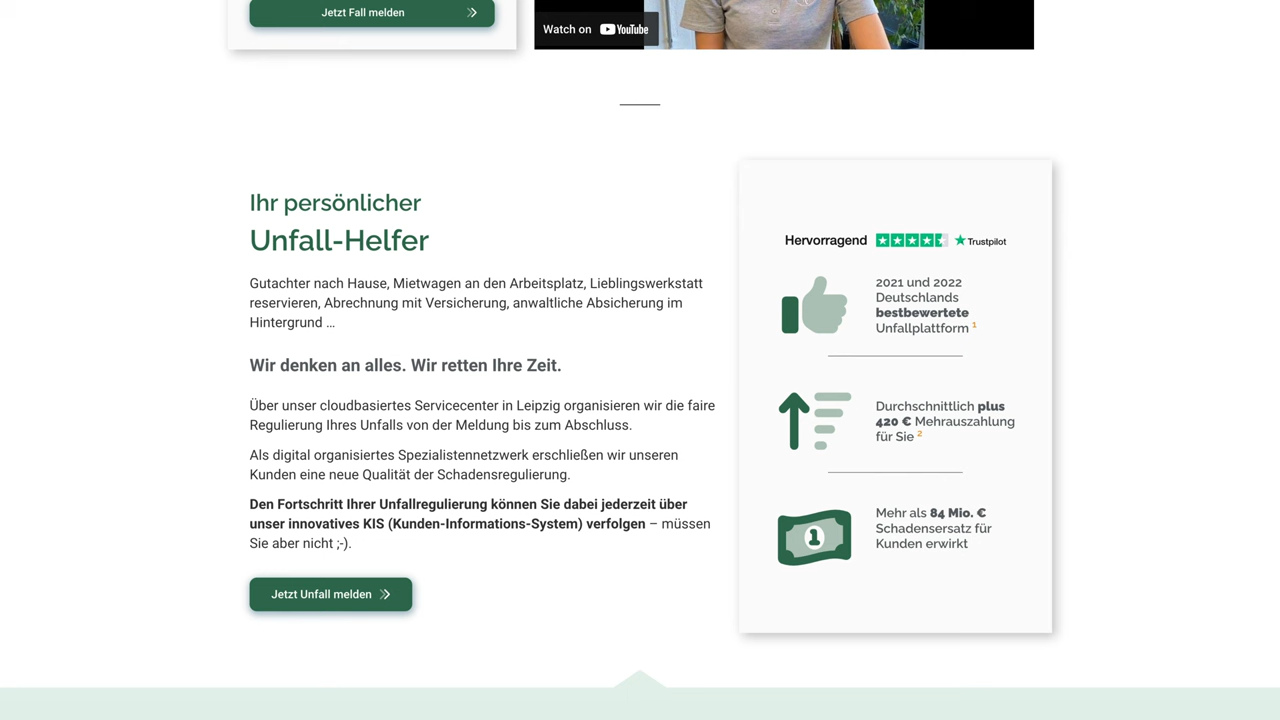 Jetzt Fall melden
Watch on YouTube
Ihr persönlicher
Unfall-Helfer
Gutachter nach Hause, Mietwagen an den Arbeitsplatz, Lieblingswerkstatt
reservieren, Abrechnung mit Versicherung, anwaltliche Absicherung im
Hintergrund ...
Wir denken an alles. Wir retten Ihre Zeit.
Über unser cloudbasiertes Servicecenter in Leipzig organisieren wir die faire
Regulierung Ihres Unfalls von der Meldung bis zum Abschluss.
Als digital organisiertes Spezialistennetzwerk erschließen wir unseren
Kunden eine neue Qualität der Schadensregulierung.
Den Fortschritt Ihrer Unfallregulierung können Sie dabei jederzeit über
unser innovatives KIS (Kunden-Informations-System) verfolgen – müssen
Sie aber nicht ;-).
Jetzt Unfall melden
Hervorragend Trustpilot
2021 und 2022
Deutschlands
bestbewertete
Unfallplattform 1
Durchschnittlich plus
420 € Mehrauszahlung
für Sie 2
1
Mehr als 84 Mio. €
Schadensersatz für
Kunden erwirkt